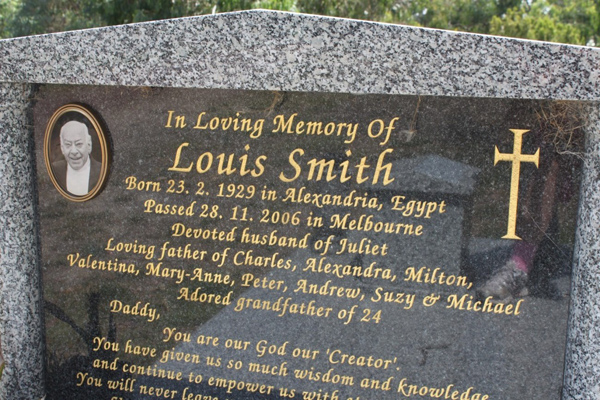 In Loving Memory Of
Louis Smith
Born 23. 2. 1929 in Alexandria, Egypt
Passed 28. 11. 2006 in Melbourne
Devoted husband of Juliet
Loving father of Charles, Alexandra, Milton,
Valentina, Mary-Anne, Peter, Andrew, Suzy & Michael
Adored grandfather of 24
Daddy,
You are our God our 'Creator'.
You have given us so much wisdom and knowledge
and continue to empower us with
You will never leave